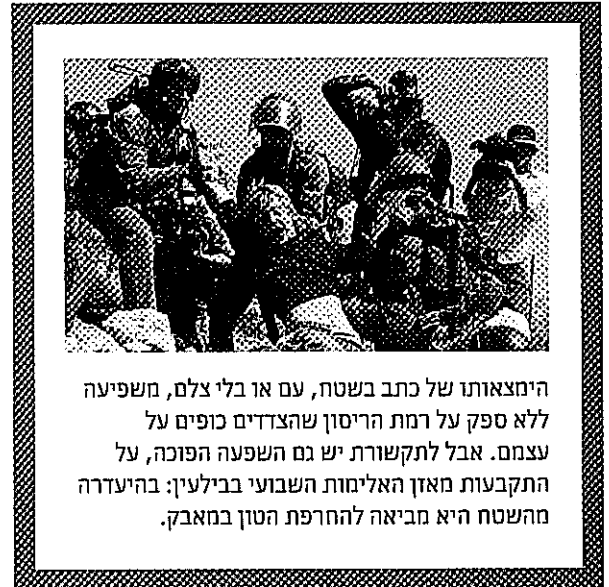 הימצאותו של כתב בשטח, עם או בלי צלם, משפיעה
ללא ספק על רמת הריסון שהצדדים כופים על
עצמם. אבל לתקשורת יש גם השפעה הפוכה, על
התקבעות מאזן האלימות השבועי בבילעין: בהיעדרה
מהשטח היא מביאה להחרפת הטון במאבק.